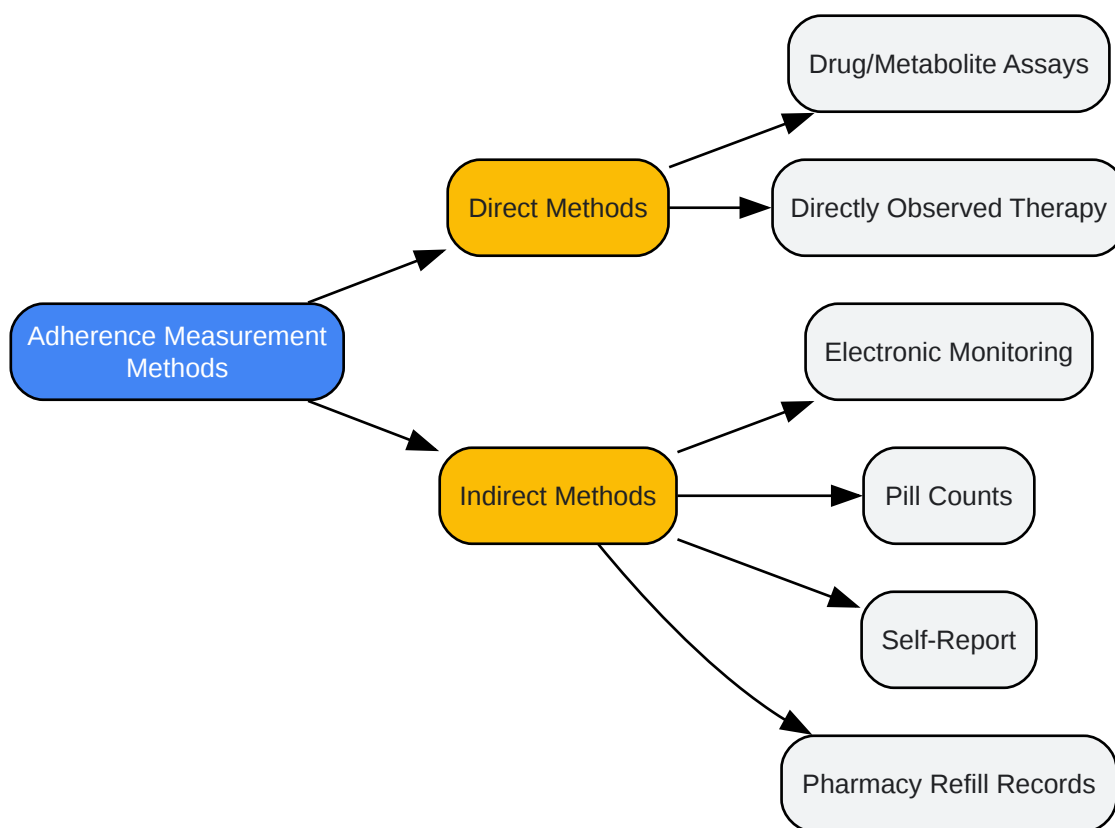 Adherence Measurement
Methods
Direct Methods
Drug/Metabolite Assays
Directly Observed Therapy
Indirect Methods
Electronic Monitoring
Pill Counts
Self-Report
Pharmacy Refill Records